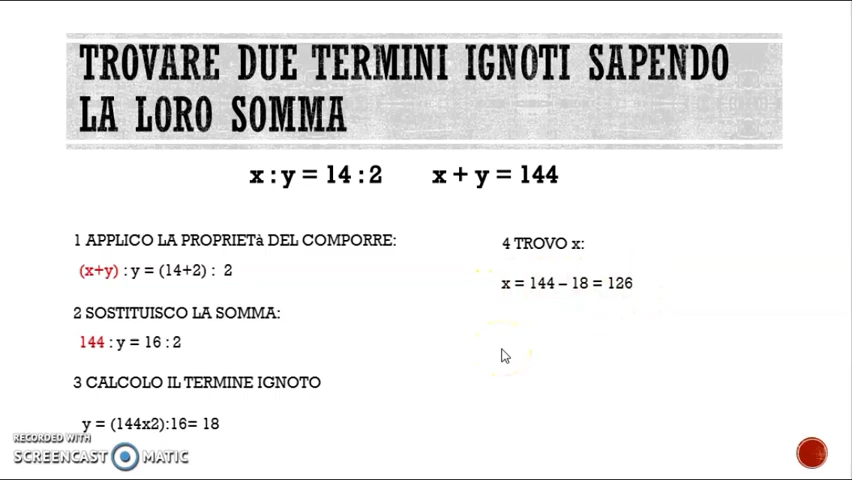 TROVARE DUE TERMINI IGNOTI SAPENDO
LA LORO SOMMA
x : y = 14 : 2 x + y = 144
1 APPLICO LA PROPRIETà DEL COMPORRE:
(x+y) : y = (14+2) : 2
2 SOSTITUISCO LA SOMMA:
144 : y = 16 : 2
3 CALCOLO IL TERMINE IGNOTO
y = (144x2):16= 18
4 TROVO x:
x = 144 – 18 = 126
RECORDED WITH
SCREENCAST MATIC